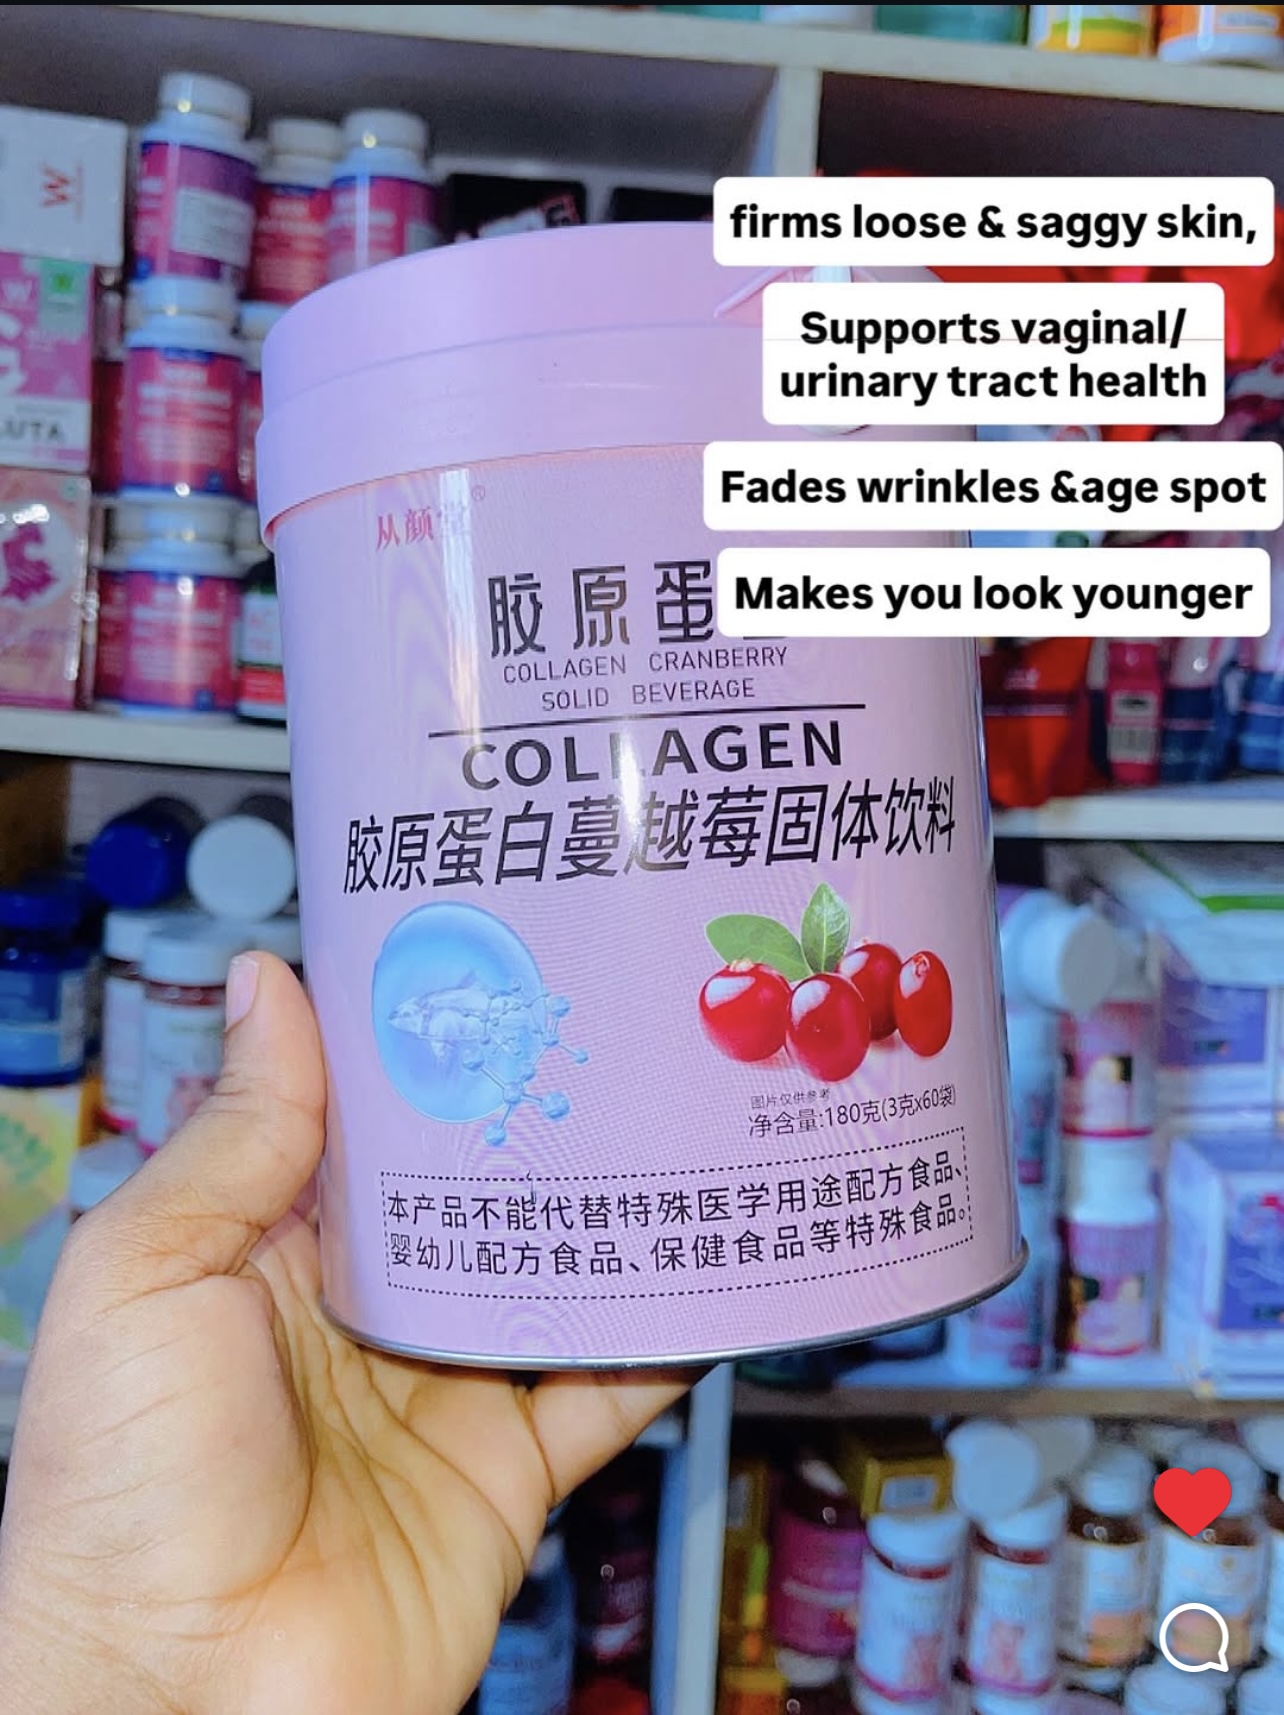 firms loose & saggy skin,
Supports vaginal/
urinary tract health
Fades wrinkles &age spot
Makes you look younger
从颜
胶原蛋
COLLAGEN CRANBERRY
SOLID BEVERAGE
COLLAGEN
胶原蛋白蔓越莓固体饮料
图片仅供参考
净含量:180克(3克x60袋)
本产品不能代替特殊医学用途配方食品、
婴幼儿配方食品、保健食品等特殊食品。
W
LUTA